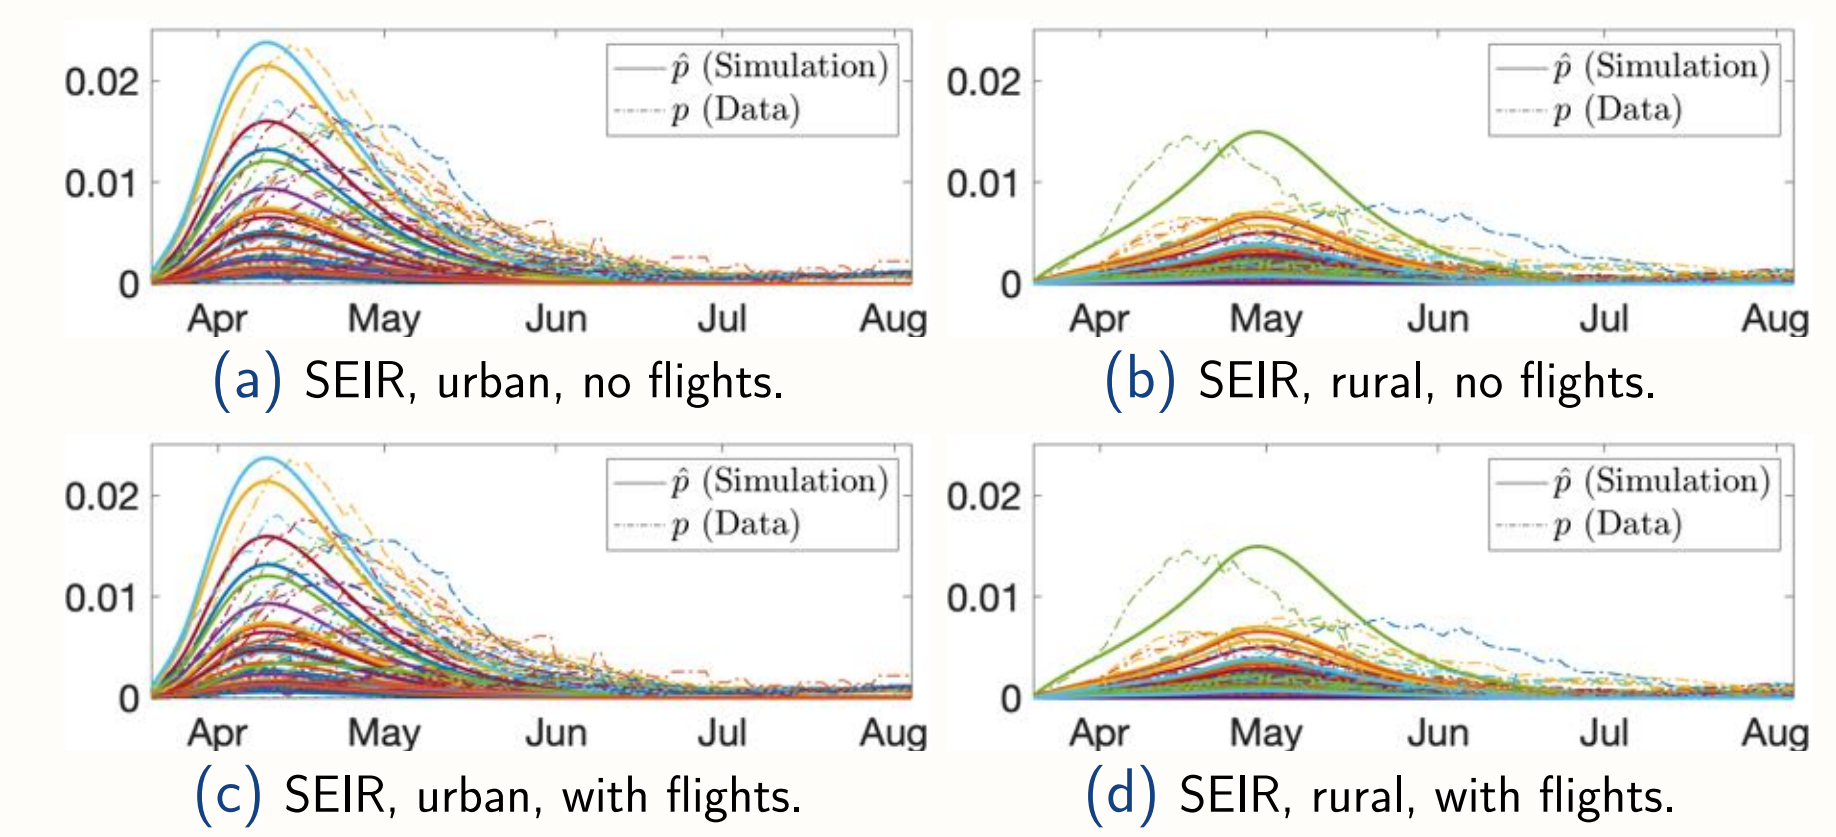 0.02
0.01
0
p̂ (Simulation)
p (Data)
Apr May Jun Jul Aug
(a) SEIR, urban, no flights.
0.02
0.01
0
p̂ (Simulation)
p (Data)
Apr May Jun Jul Aug
(b) SEIR, rural, no flights.
0.02
0.01
0
p̂ (Simulation)
p (Data)
Apr May Jun Jul Aug
(c) SEIR, urban, with flights.
0.02
0.01
0
p̂ (Simulation)
p (Data)
Apr May Jun Jul Aug
(d) SEIR, rural, with flights.